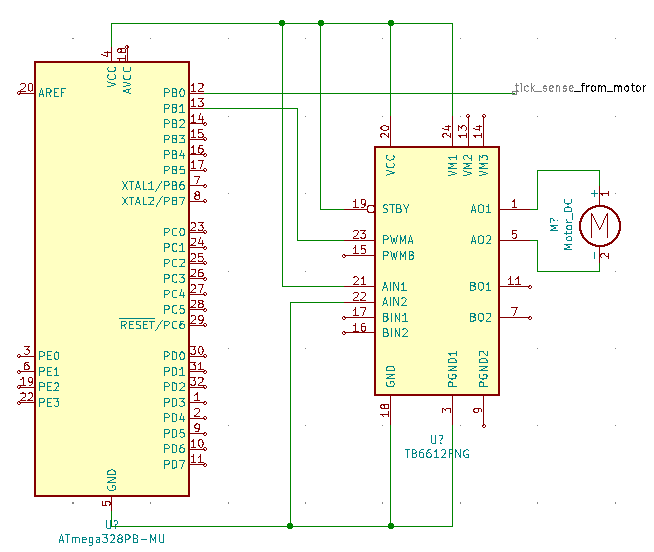 4
18
VCC
AVCC
20
AREF
PB0
12
tick_sense_from_motor
PB1
13
PB2
14
PB3
15
PB4
16
PB5
17
XTAL1/PB6
7
XTAL2/PB7
8
PC0
23
PC1
24
PC2
25
PC3
26
PC4
27
PC5
28
RESET/PC6
29
3
PE0
6
PE1
19
PE2
22
PE3
PD0
30
PD1
31
PD2
32
PD3
1
PD4
2
PD5
9
PD6
10
PD7
11
GND
5
U?
ATmega328PB-MU
20
24
13
14
VCC
VM1
VM2
VM3
19
STBY
23
PWMA
15
PWMB
21
AIN1
22
AIN2
17
BIN1
16
BIN2
AO1
1
AO2
5
BO1
11
BO2
7
GND
PGND1
PGND2
18
3
9
U?
TB6612FNG
M?
Motor_DC
+
1
M
-
2